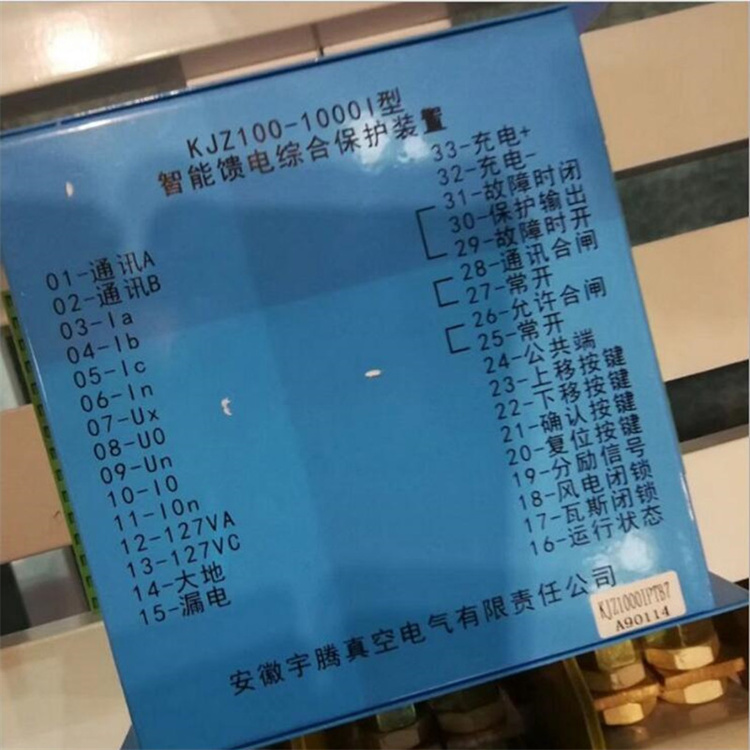 KJZ100-1000I型
智能馈电综合保护装置
01-通讯A
02-通讯B
03-Ia
04-Ib
05-Ic
06-In
07-Ux
08-U0
09-Un
10-I0
11-I0n
12-127VA
13-127VC
14-大地
15-漏电
33-充电+
32-充电-
31-故障时闭
30-保护输出
29-故障时开
28-通讯合闸
27-常开
26-允许合闸
25-常开
24-公共端
23-上移按键
22-下移按键
21-确认按键
20-复位按键
19-分励信号
18-风电闭锁
17-瓦斯闭锁
16-运行状态
安徽宇腾真空电气有限责任公司
KJZ1000IPTB7
A90114